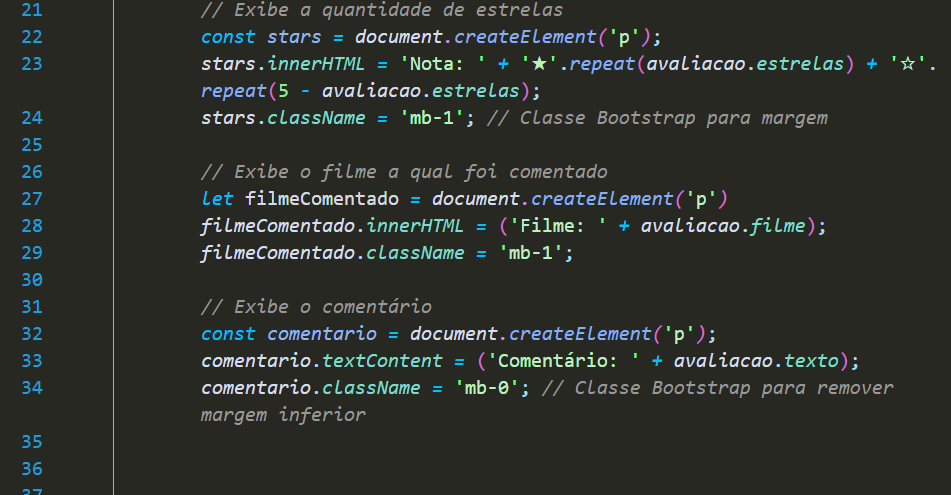 21 // Exibe a quantidade de estrelas
22 const stars = document.createElement('p');
23 stars.innerHTML = 'Nota: ' + '★'.repeat(avaliacao.estrelas) + '☆'.
repeat(5 - avaliacao.estrelas);
24 stars.className = 'mb-1'; // Classe Bootstrap para margem
25
26 // Exibe o filme a qual foi comentado
27 let filmeComentado = document.createElement('p')
28 filmeComentado.innerHTML = ('Filme: ' + avaliacao.filme);
29 filmeComentado.className = 'mb-1';
30
31 // Exibe o comentário
32 const comentario = document.createElement('p');
33 comentario.textContent = ('Comentário: ' + avaliacao.texto);
34 comentario.className = 'mb-0'; // Classe Bootstrap para remover
margem inferior
35
36
37